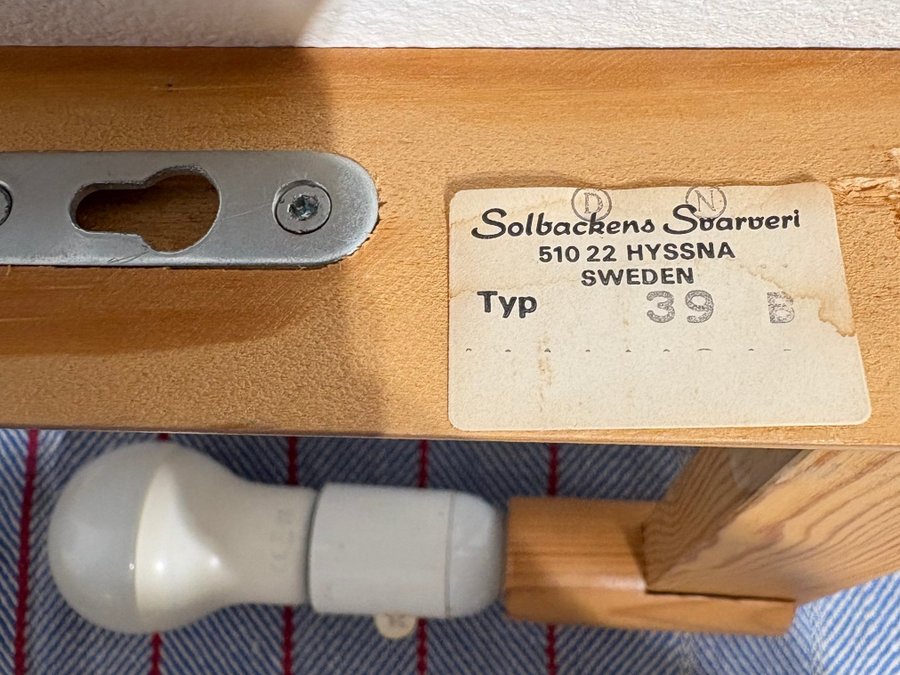 D N
Solbackens Svarveri
510 22 HYSSNA
SWEDEN
Typ 39 B